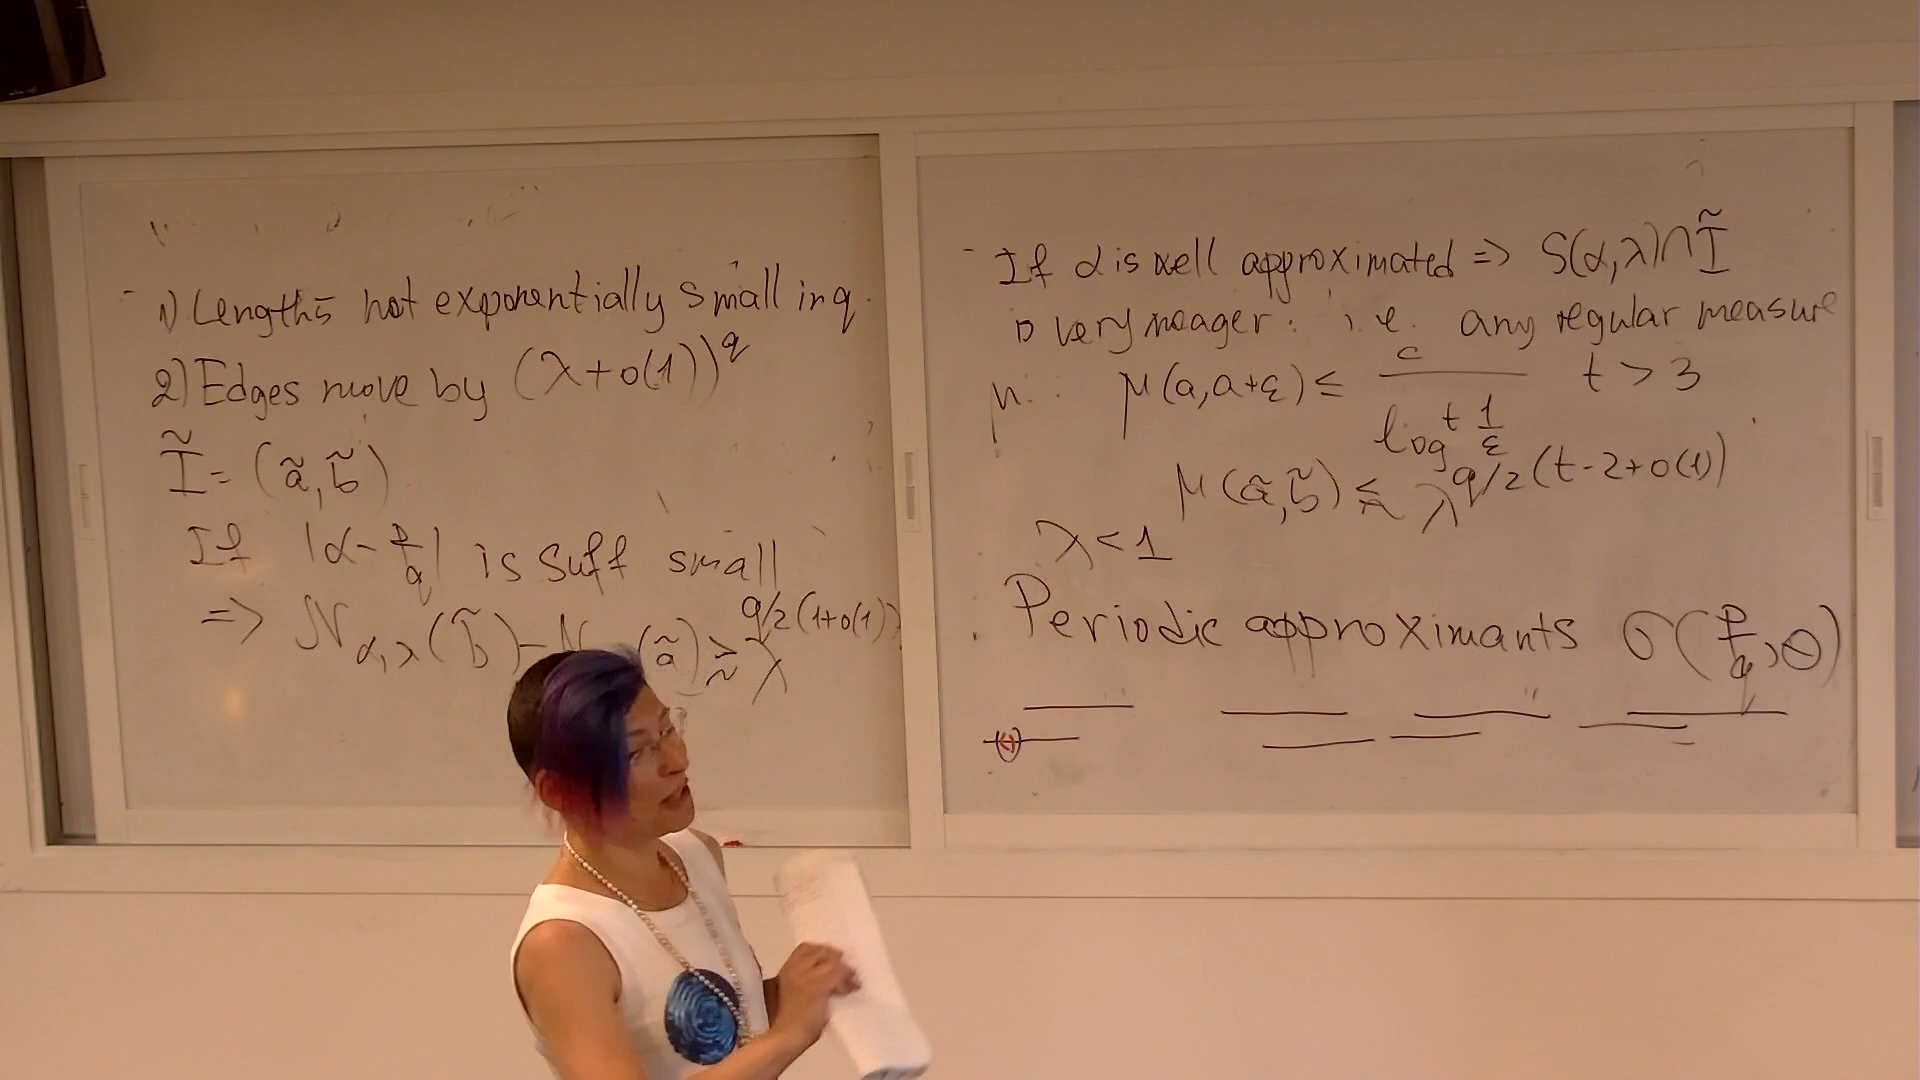 1) Lengths not exponentially small in q.
2) Edges move by (λ+o(1))^q
Ĩ = (ã, b̃)
If |α - p/q| is suff small
=> N_{α,λ}(b̃) - N (ã) ≳ λ^{q/2(1+o(1))}
- If α is well approximated => S(α,λ)∩Ĩ
is very meager: i.e. any regular measure
μ: μ(a, a+ε) ≤ c / log^t 1/ε t > 3
μ(ã, b̃) ≲ λ^{q/2(t-2+o(1))}
λ < 1
Periodic approximants σ(p/q, θ)